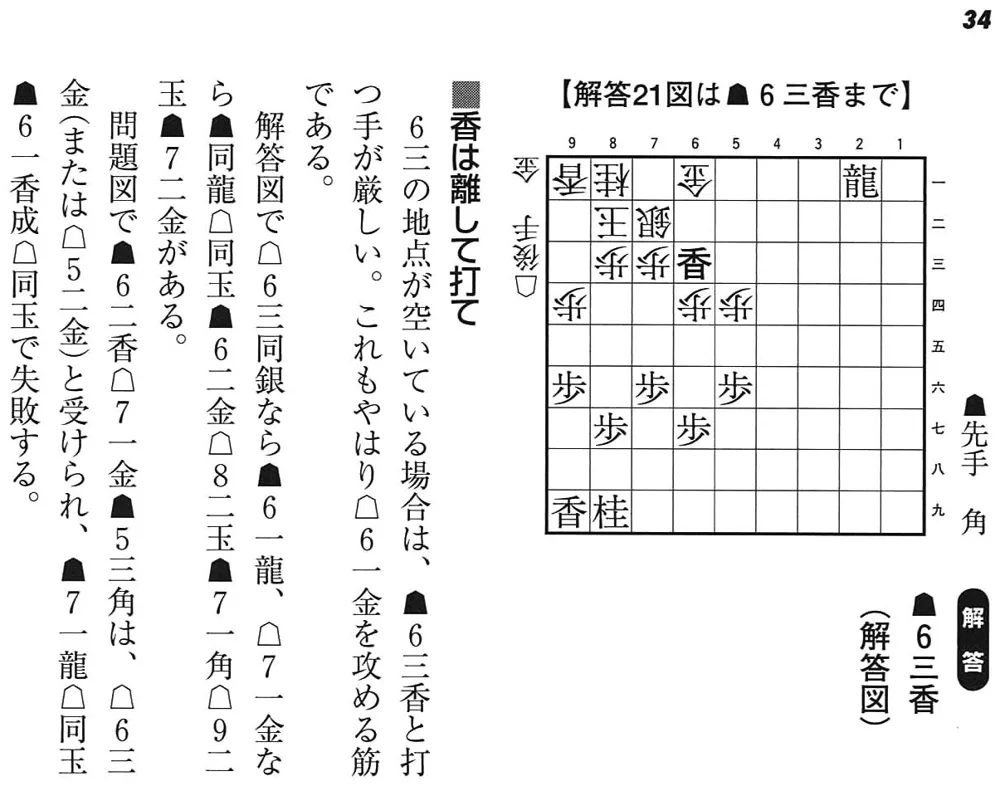 34
解答
▲6三香
(解答図)
【解答21図は▲6三香まで】
9 8 7 6 5 4 3 2 1
香 桂 金 龍 一
王 銀 二
歩 歩 香 三
歩 歩 歩 四
五
歩 歩 歩 六
歩 歩 七
八
香 桂 九
▲先手 角
△後手 金
■香は離して打て
6三の地点が空いている場合は、▲6三香と打
つ手が厳しい。これもやはり△6一金を攻める筋
である。
解答図で△6三同銀なら▲6一龍、△7一金な
ら▲同龍△同玉▲6二金△8二玉▲7一角△9二
玉▲7二金がある。
問題図で▲6二香△7一金▲5三角は、△6三
金(または△5二金)と受けられ、▲7一龍△同玉
▲6一香成△同玉で失敗する。